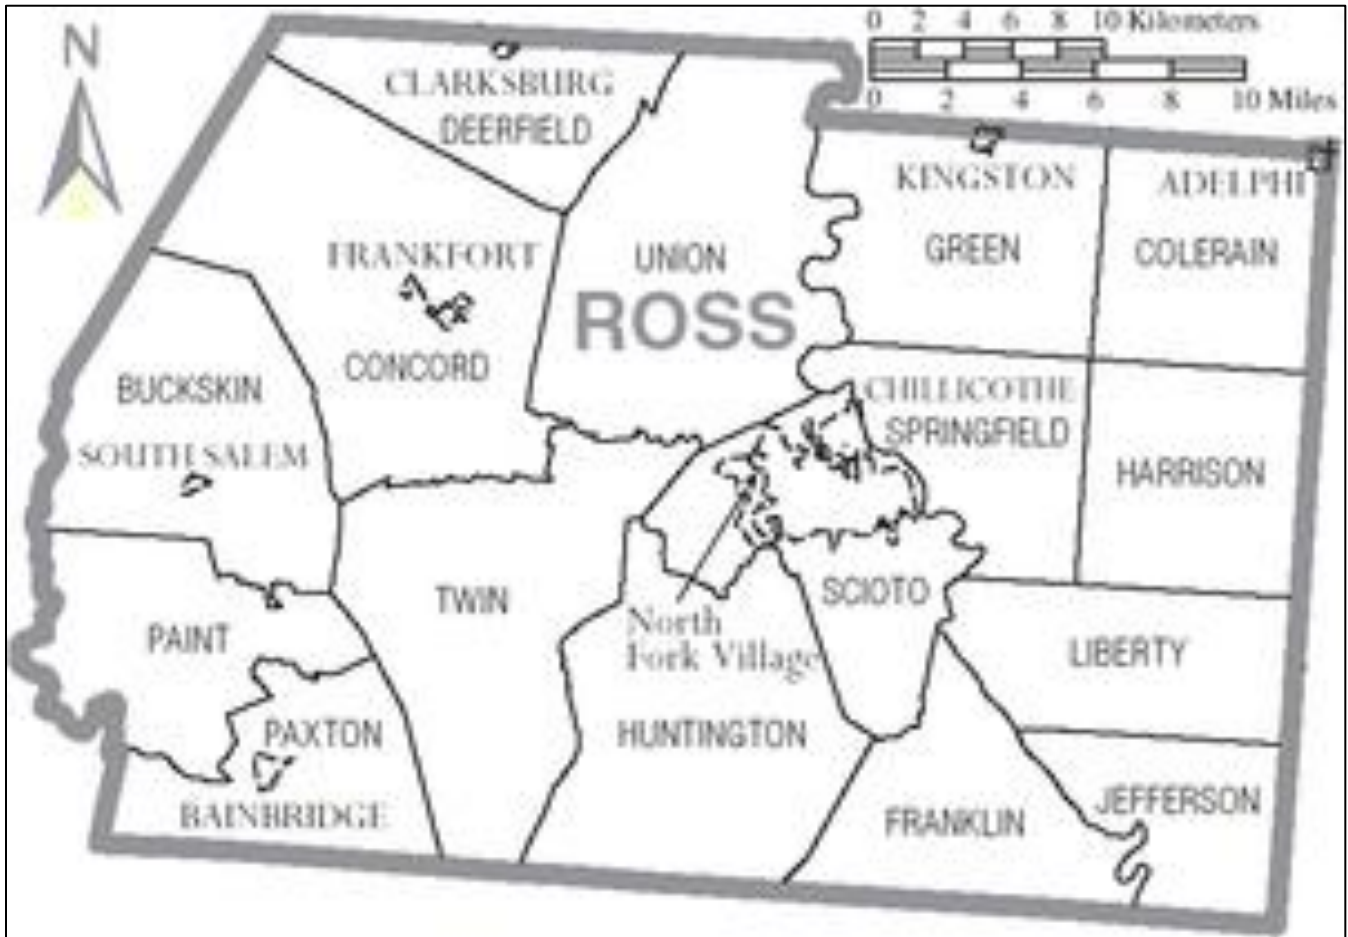 N
0 2 4 6 8 10 Kilometers
0 2 4 6 8 10 Miles
CLARKSBURG
DEERFIELD
KINGSTON
ADELPHI
FRANKFORT
UNION
GREEN
COLERAIN
ROSS
CONCORD
BUCKSKIN
CHILLICOTHE
SPRINGFIELD
SOUTH SALEM
HARRISON
TWIN
SCIOTO
North
Fork Village
PAINT
LIBERTY
PAXTON
HUNTINGTON
BAINBRIDGE
FRANKLIN
JEFFERSON